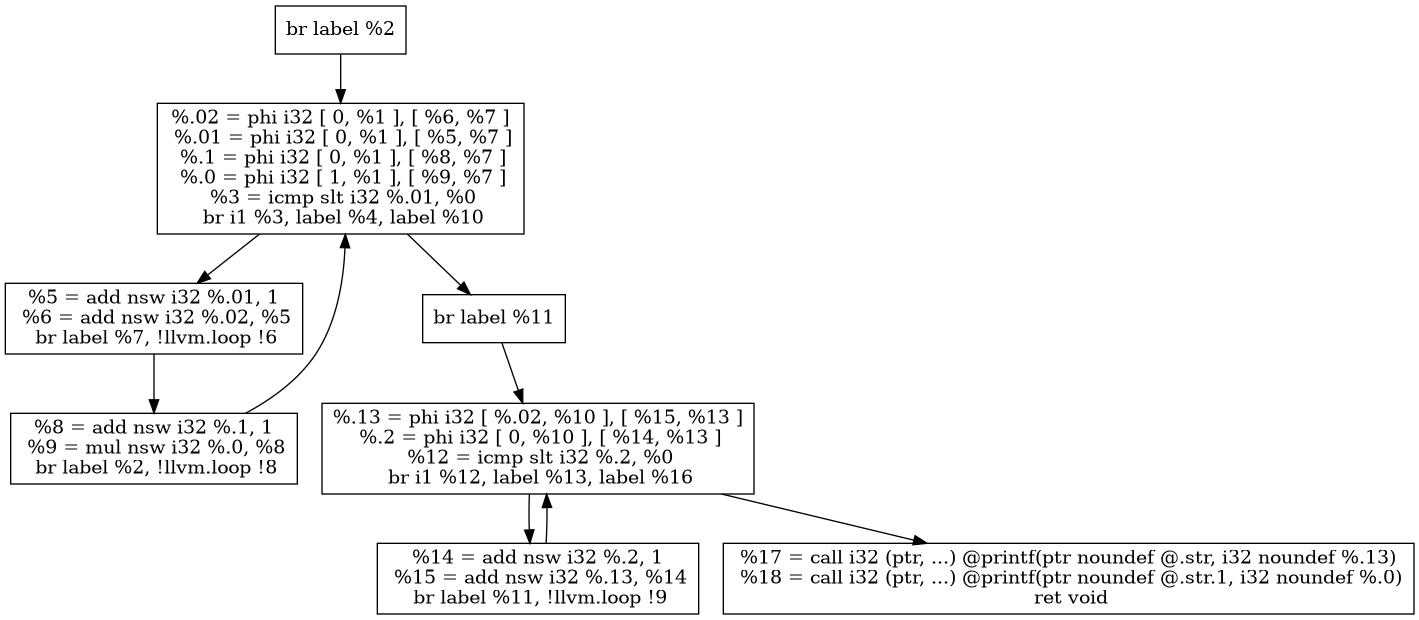 br label %2
%.02 = phi i32 [ 0, %1 ], [ %6, %7 ]
%.01 = phi i32 [ 0, %1 ], [ %5, %7 ]
%.1 = phi i32 [ 0, %1 ], [ %8, %7 ]
%.0 = phi i32 [ 1, %1 ], [ %9, %7 ]
%3 = icmp slt i32 %.01, %0
br i1 %3, label %4, label %10
%5 = add nsw i32 %.01, 1
%6 = add nsw i32 %.02, %5
br label %7, !llvm.loop !6
br label %11
%8 = add nsw i32 %.1, 1
%9 = mul nsw i32 %.0, %8
br label %2, !llvm.loop !8
%.13 = phi i32 [ %.02, %10 ], [ %15, %13 ]
%.2 = phi i32 [ 0, %10 ], [ %14, %13 ]
%12 = icmp slt i32 %.2, %0
br i1 %12, label %13, label %16
%14 = add nsw i32 %.2, 1
%15 = add nsw i32 %.13, %14
br label %11, !llvm.loop !9
%17 = call i32 (ptr, ...) @printf(ptr noundef @.str, i32 noundef %.13)
%18 = call i32 (ptr, ...) @printf(ptr noundef @.str.1, i32 noundef %.0)
ret void